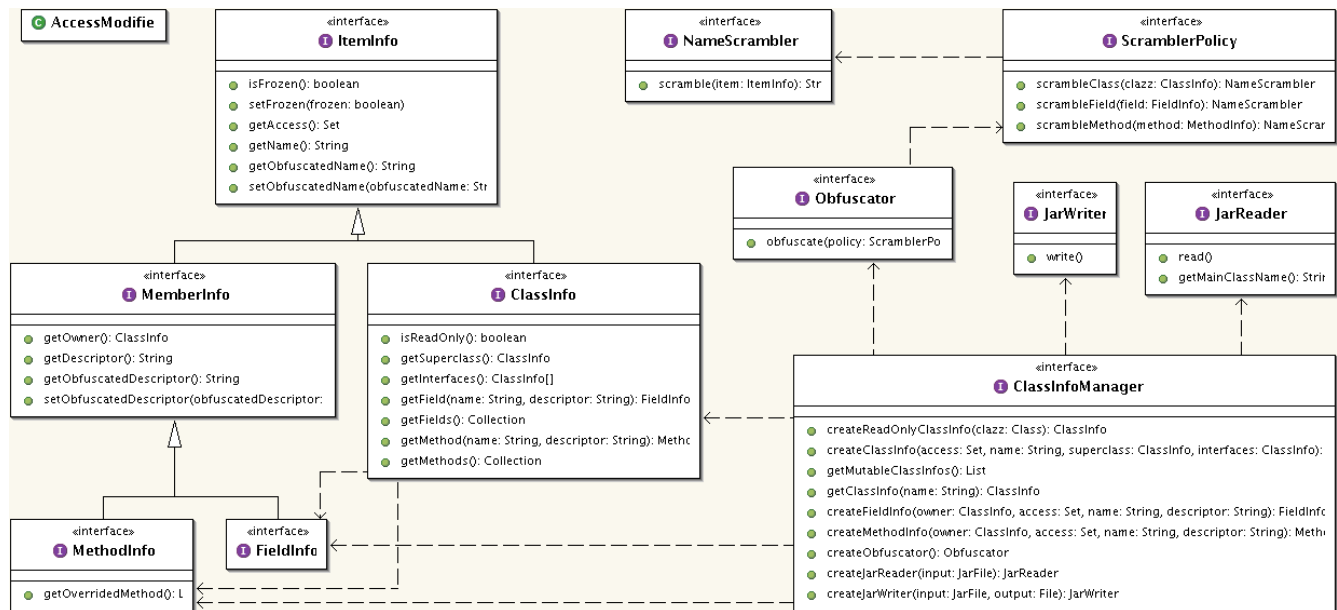 AccessModifie
«interface»
ItemInfo
isFrozen(): boolean
setFrozen(frozen: boolean)
getAccess(): Set
getName(): String
getObfuscatedName(): String
setObfuscatedName(obfuscatedName: Str
«interface»
NameScrambler
scramble(item: ItemInfo): Str
«interface»
ScramblerPolicy
scrambleClass(clazz: ClassInfo): NameScrambler
scrambleField(field: FieldInfo): NameScrambler
scrambleMethod(method: MethodInfo): NameScrar
«interface»
Obfuscator
obfuscate(policy: ScramblerPo
«interface»
JarWriter
write()
«interface»
JarReader
read()
getMainClassName(): Strin
«interface»
MemberInfo
getOwner(): ClassInfo
getDescriptor(): String
getObfuscatedDescriptor(): String
setObfuscatedDescriptor(obfuscatedDescriptor:
«interface»
ClassInfo
isReadOnly(): boolean
getSuperclass(): ClassInfo
getInterfaces(): ClassInfo[]
getField(name: String, descriptor: String): FieldInfo
getFields(): Collection
getMethod(name: String, descriptor: String): Metho
getMethods(): Collection
«interface»
ClassInfoManager
createReadOnlyClassInfo(clazz: Class): ClassInfo
createClassInfo(access: Set, name: String, superclass: ClassInfo, interfaces: ClassInfo):
getMutableClassInfos(): List
getClassInfo(name: String): ClassInfo
createFieldInfo(owner: ClassInfo, access: Set, name: String, descriptor: String): FieldInfo
createMethodInfo(owner: ClassInfo, access: Set, name: String, descriptor: String): Metho
createObfuscator(): Obfuscator
createJarReader(input: JarFile): JarReader
createJarWriter(input: JarFile, output: File): JarWriter
«interface»
MethodInfo
getOverridedMethod(): L
«interface»
FieldInfo